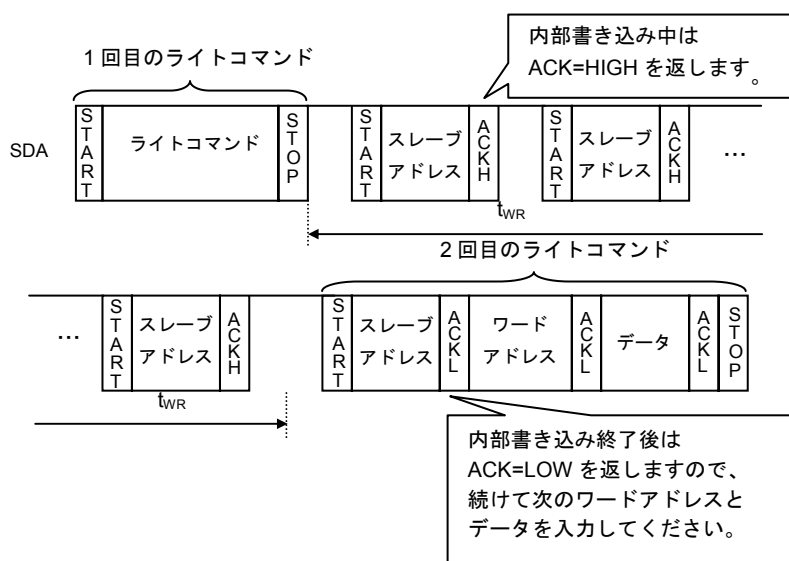 1 回目のライトコマンド
内部書き込み中は
ACK=HIGH を返します。
SDA
START
ライトコマンド
STOP
START
スレーブ
アドレス
ACKH
START
スレーブ
アドレス
ACKH
…
tWR
2 回目のライトコマンド
…
START
スレーブ
アドレス
ACKH
START
スレーブ
アドレス
ACKL
ワード
アドレス
ACKL
データ
ACKL
STOP
tWR
内部書き込み終了後は
ACK=LOW を返しますので、
続けて次のワードアドレスと
データを入力してください。